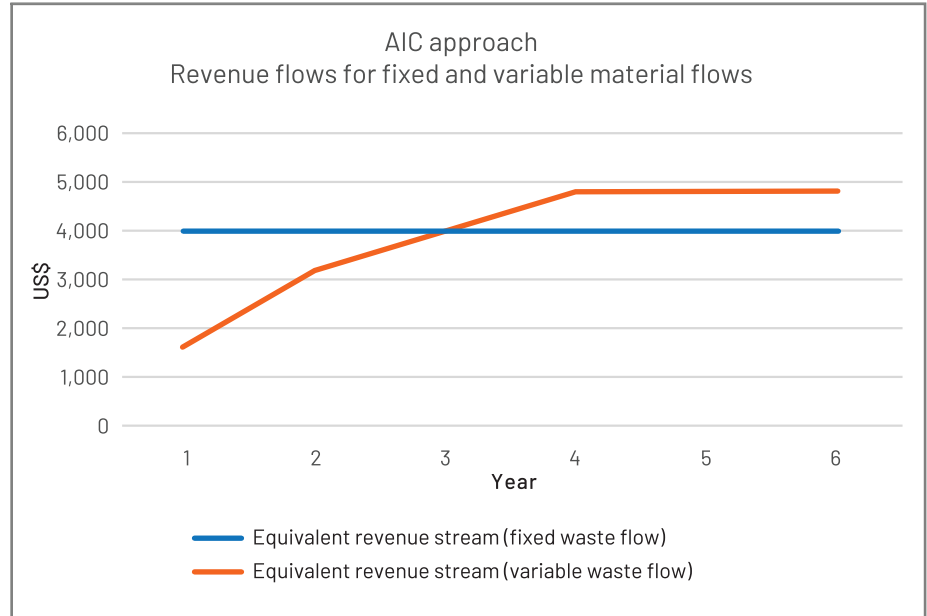 AIC approach
Revenue flows for fixed and variable material flows
6,000
5,000
4,000
3,000
2,000
1,000
0
US$
1 2 3 4 5 6
Year
Equivalent revenue stream (fixed waste flow)
Equivalent revenue stream (variable waste flow)